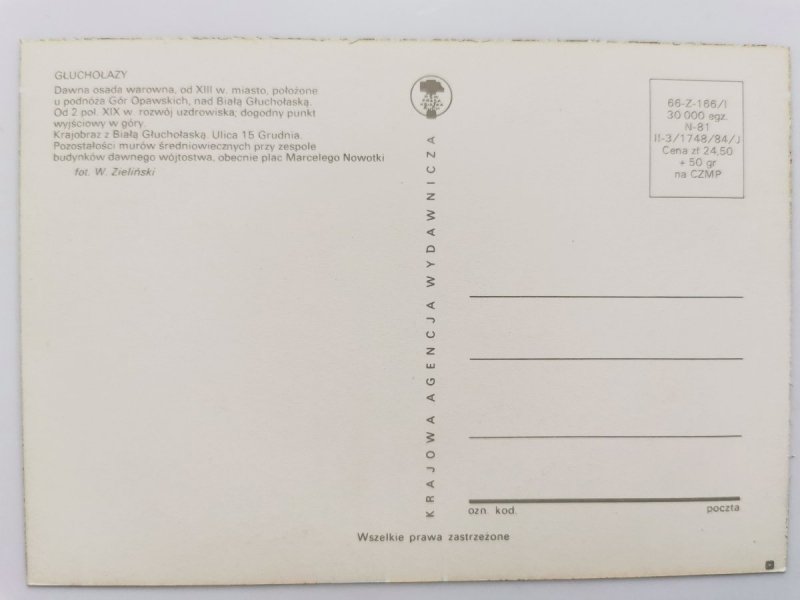 GŁUCHOŁAZY
Dawna osada warowna, od XIII w. miasto, położone
u podnóża Gór Opawskich, nad Białą Głuchołaską.
Od 2 poł. XIX w. rozwój uzdrowiska; dogodny punkt
wyjściowy w góry.
Krajobraz z Białą Głuchołaską. Ulica 15 Grudnia.
Pozostałości murów średniowiecznych przy zespole
budynków dawnego wójtostwa, obecnie plac Marcelego Nowotki
fot. W. Zieliński
KRAJOWA AGENCJA WYDAWNICZA
66-Z-166/I
30 000 egz.
N-81
II-3/1748/84/J
Cena zł 24,50
+ 50 gr
na CZMP
ozn. kod. poczta
Wszelkie prawa zastrzeżone